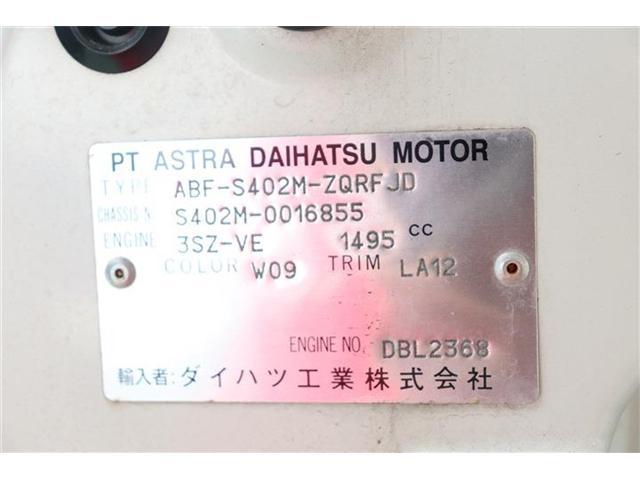 PT ASTRA DAIHATSU MOTOR
TYPE ABF-S402M-ZQRFJD
CHASSIS N. S402M-0016855
ENGINE 3SZ-VE 1495 cc
COLOR W09 TRIM LA12
ENGINE NO. DBL2368
輸入者: ダイハツ工業株式会社